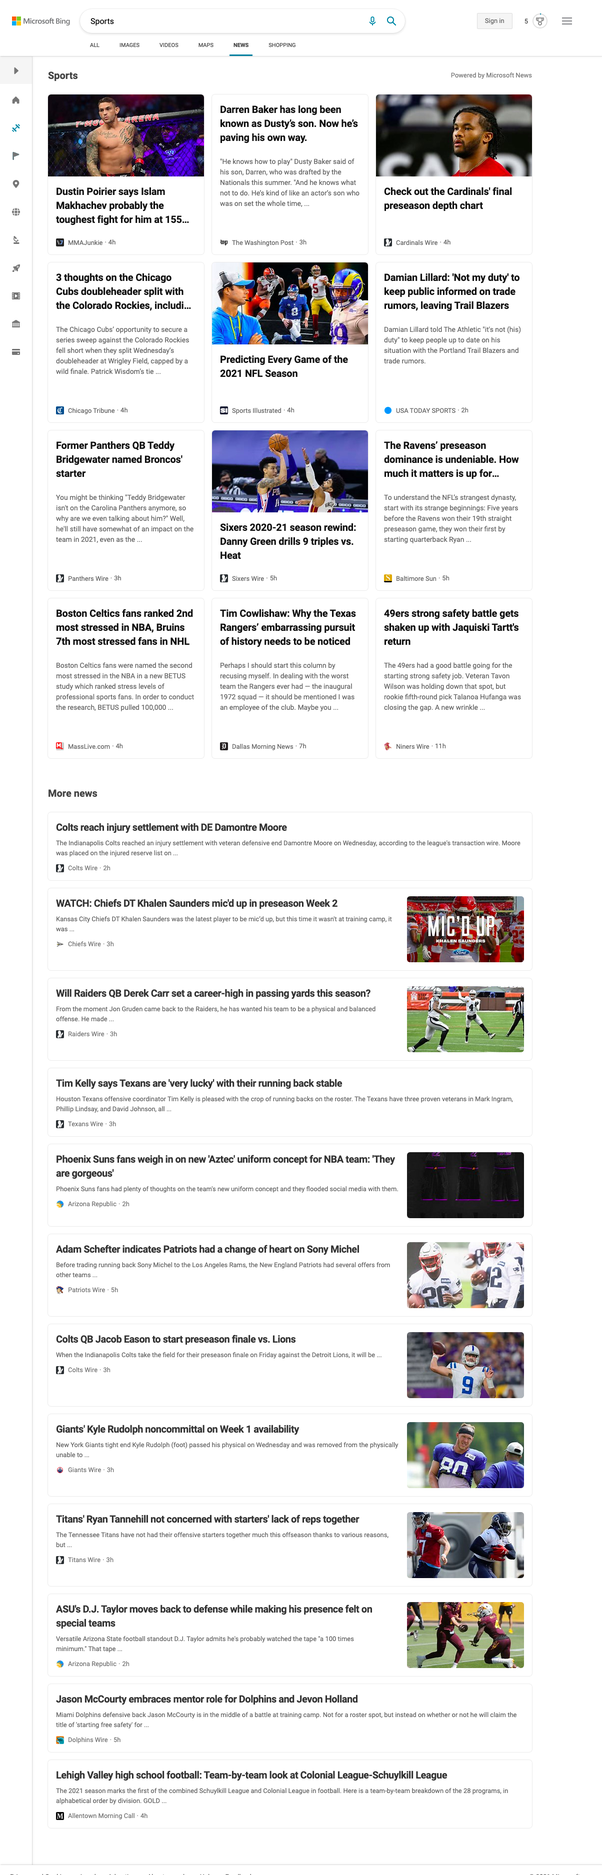 Microsoft Bing
Sports
Sign in
5
ALL
IMAGES
VIDEOS
MAPS
NEWS
SHOPPING
Sports
Powered by Microsoft News
Dustin Poirier says Islam
Makhachev probably the
toughest fight for him at 155...
MMAJunkie · 4h
Darren Baker has long been
known as Dusty's son. Now he's
paving his own way.
"He knows how to play" Dusty Baker said of
his son, Darren, who was drafted by the
Nationals this summer. "And he knows what
not to do. He's kind of like an actor's son who
was on set the whole time, ...
The Washington Post · 3h
Check out the Cardinals' final
preseason depth chart
Cardinals Wire · 4h
3 thoughts on the Chicago
Cubs doubleheader split with
the Colorado Rockies, includi...
The Chicago Cubs' opportunity to secure a
series sweep against the Colorado Rockies
fell short when they split Wednesday's
doubleheader at Wrigley Field, capped by a
wild finale. Patrick Wisdom's tie ...
Chicago Tribune · 4h
Predicting Every Game of the
2021 NFL Season
Sports Illustrated · 4h
Damian Lillard: 'Not my duty' to
keep public informed on trade
rumors, leaving Trail Blazers
Damian Lillard told The Athletic "it's not (his)
duty" to keep people up to date on his
situation with the Portland Trail Blazers and
trade rumors.
USA TODAY SPORTS · 2h
Former Panthers QB Teddy
Bridgewater named Broncos'
starter
You might be thinking "Teddy Bridgewater
isn't on the Carolina Panthers anymore, so
why are we even talking about him?" Well,
he'll still have somewhat of an impact on the
team in 2021, even as the ...
Panthers Wire · 3h
Sixers 2020-21 season rewind:
Danny Green drills 9 triples vs.
Heat
Sixers Wire · 5h
The Ravens' preseason
dominance is undeniable. How
much it matters is up for...
To understand the NFL's strangest dynasty,
start with its strange beginnings: Five years
before the Ravens won their 19th straight
preseason game, they won their first by
starting quarterback Ryan ...
Baltimore Sun · 5h
Boston Celtics fans ranked 2nd
most stressed in NBA, Bruins
7th most stressed fans in NHL
Boston Celtics fans were named the second
most stressed in the NBA in a new BETUS
study which ranked stress levels of
professional sports fans. In order to conduct
the research, BETUS pulled 100,000 ...
MassLive.com · 4h
Tim Cowlishaw: Why the Texas
Rangers' embarrassing pursuit
of history needs to be noticed
Perhaps I should start this column by
recusing myself. In dealing with the worst
team the Rangers ever had — the inaugural
1972 squad — it should be mentioned I was
an employee of the club. Maybe you ...
Dallas Morning News · 7h
49ers strong safety battle gets
shaken up with Jaquiski Tartt's
return
The 49ers had a good battle going for the
starting strong safety job. Veteran Tavon
Wilson was holding down that spot, but
rookie fifth-round pick Talanoa Hufanga was
closing the gap. A new wrinkle ...
Niners Wire · 11h
More news
Colts reach injury settlement with DE Damontre Moore
The Indianapolis Colts reached an injury settlement with veteran defensive end Damontre Moore on Wednesday, according to the league's transaction wire. Moore
was placed on the injured reserve list on ...
Colts Wire · 2h
WATCH: Chiefs DT Khalen Saunders mic'd up in preseason Week 2
Kansas City Chiefs DT Khalen Saunders was the latest player to be mic'd up, but this time it wasn't at training camp, it
was ...
Chiefs Wire · 3h
MIC'D UP
KHALEN SAUNDERS
Will Raiders QB Derek Carr set a career-high in passing yards this season?
From the moment Jon Gruden came back to the Raiders, he has wanted his team to be a physical and balanced
offense. He made ...
Raiders Wire · 3h
Tim Kelly says Texans are 'very lucky' with their running back stable
Houston Texans offensive coordinator Tim Kelly is pleased with the crop of running backs on the roster. The Texans have three proven veterans in Mark Ingram,
Phillip Lindsay, and David Johnson, all ...
Texans Wire · 3h
Phoenix Suns fans weigh in on new 'Aztec' uniform concept for NBA team: 'They
are gorgeous'
Phoenix Suns fans had plenty of thoughts on the team's new uniform concept and they flooded social media with them.
Arizona Republic · 2h
Adam Schefter indicates Patriots had a change of heart on Sony Michel
Before trading running back Sony Michel to the Los Angeles Rams, the New England Patriots had several offers from
other teams ...
Patriots Wire · 5h
26
Colts QB Jacob Eason to start preseason finale vs. Lions
When the Indianapolis Colts take the field for their preseason finale on Friday against the Detroit Lions, it will be ...
Colts Wire · 3h
9
Giants' Kyle Rudolph noncommittal on Week 1 availability
New York Giants tight end Kyle Rudolph (foot) passed his physical on Wednesday and was removed from the physically
unable to ...
Giants Wire · 3h
80
Titans' Ryan Tannehill not concerned with starters' lack of reps together
The Tennessee Titans have not had their offensive starters together much this offseason thanks to various reasons,
but ...
Titans Wire · 3h
ASU's D.J. Taylor moves back to defense while making his presence felt on
special teams
Versatile Arizona State football standout D.J. Taylor admits he's probably watched the tape "a 100 times
minimum." That tape ...
Arizona Republic · 2h
Jason McCourty embraces mentor role for Dolphins and Jevon Holland
Miami Dolphins defensive back Jason McCourty is in the middle of a battle at training camp. Not for a roster spot, but instead on whether or not he will claim the
title of 'starting free safety' for ...
Dolphins Wire · 5h
Lehigh Valley high school football: Team-by-team look at Colonial League-Schuylkill League
The 2021 season marks the first of the combined Schuylkill League and Colonial League in football. Here is a team-by-team breakdown of the 28 programs, in
alphabetical order by division. GOLD ...
Allentown Morning Call · 4h